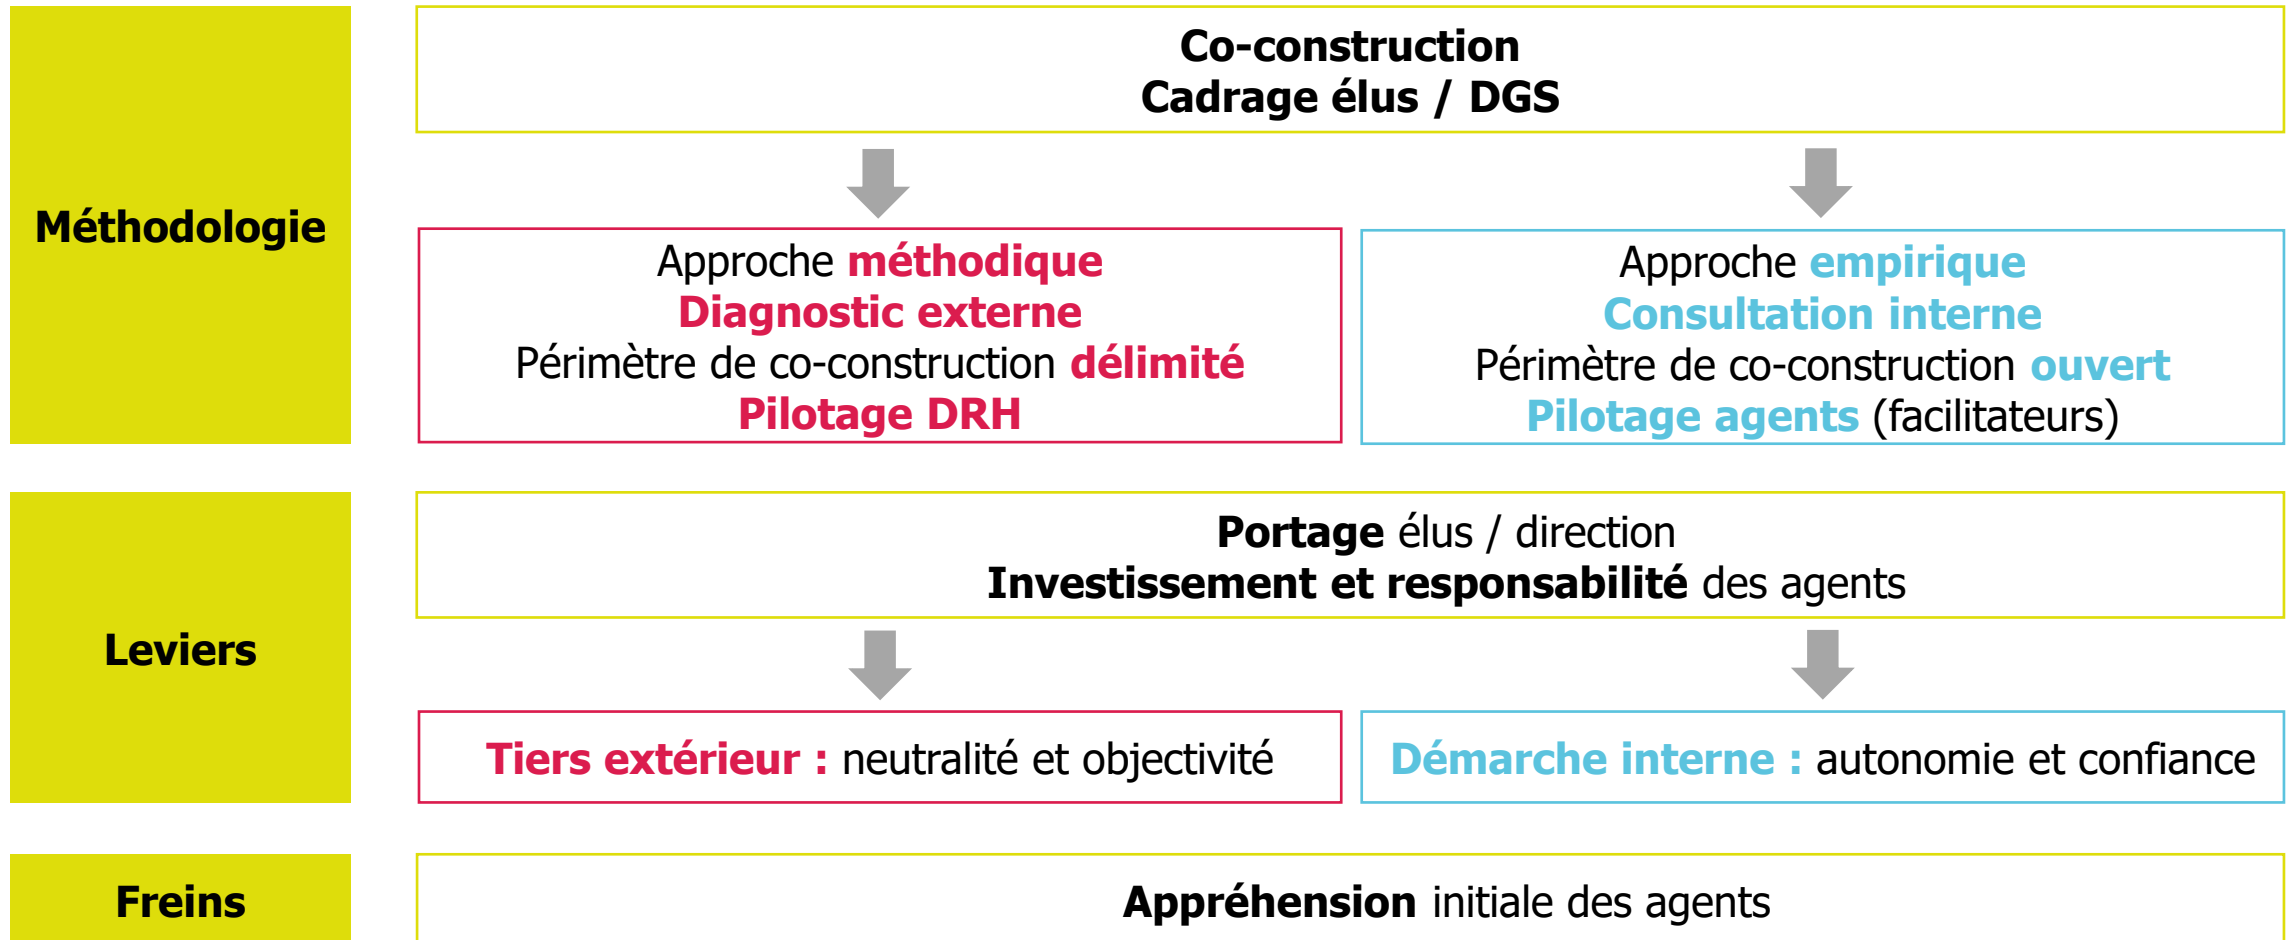 Méthodologie
Co-construction
Cadrage élus / DGS
Approche méthodique
Diagnostic externe
Périmètre de co-construction délimité
Pilotage DRH
Approche empirique
Consultation interne
Périmètre de co-construction ouvert
Pilotage agents (facilitateurs)
Leviers
Portage élus / direction
Investissement et responsabilité des agents
Tiers extérieur : neutralité et objectivité
Démarche interne : autonomie et confiance
Freins
Appréhension initiale des agents